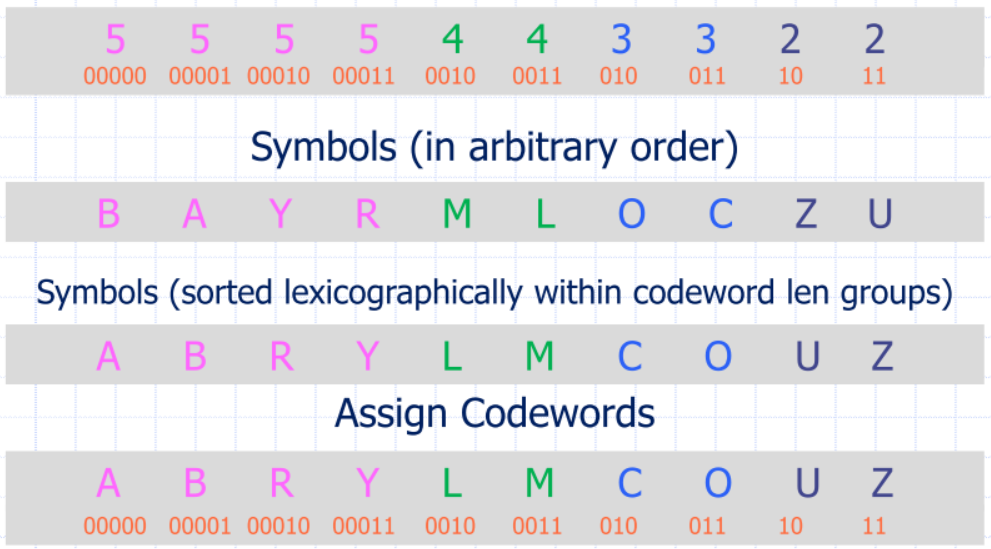 5 5 5 5 4 4 3 3 2 2
00000 00001 00010 00011 0010 0011 010 011 10 11
Symbols (in arbitrary order)
B A Y R M L O C Z U
Symbols (sorted lexicographically within codeword len groups)
A B R Y L M C O U Z
Assign Codewords
A B R Y L M C O U Z
00000 00001 00010 00011 0010 0011 010 011 10 11